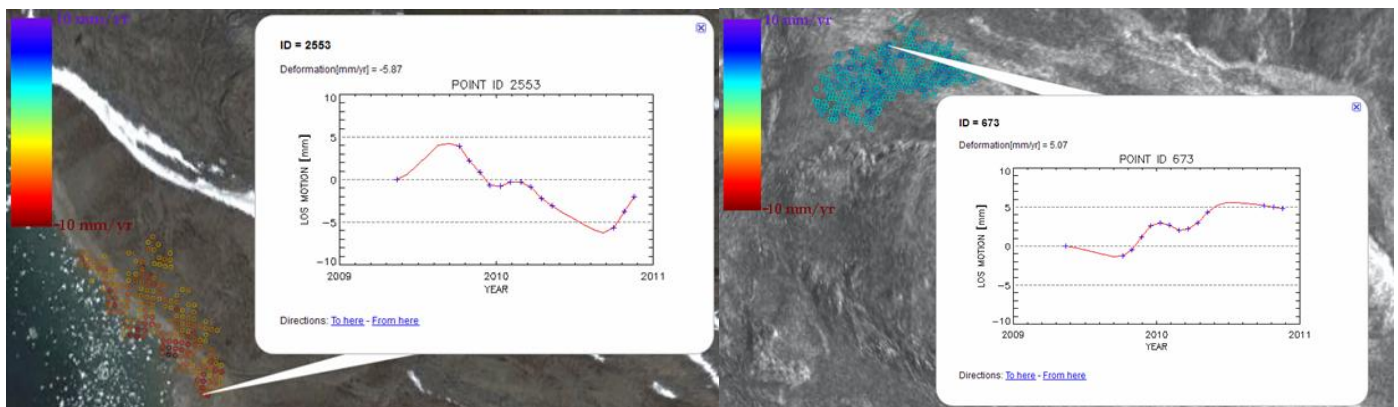 10 mm/yr
-10 mm/yr
ID = 2553
Deformation[mm/yr] = -5.87
POINT ID 2553
LOS MOTION [mm]
10
5
0
-5
-10
2009
2010
2011
YEAR
Directions: To here - From here
10 mm/yr
-10 mm/yr
ID = 673
Deformation[mm/yr] = 5.07
POINT ID 673
LOS MOTION [mm]
10
5
0
-5
-10
2009
2010
2011
YEAR
Directions: To here - From here